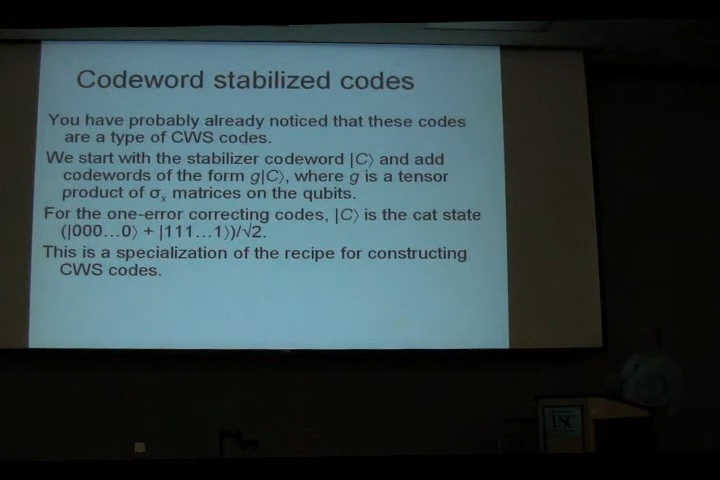 Codeword stabilized codes
You have probably already noticed that these codes
are a type of CWS codes.
We start with the stabilizer codeword |C⟩ and add
codewords of the form g|C⟩, where g is a tensor
product of σₓ matrices on the qubits.
For the one-error correcting codes, |C⟩ is the cat state
(|000…0⟩ + |111…1⟩)/√2.
This is a specialization of the recipe for constructing
CWS codes.
USC